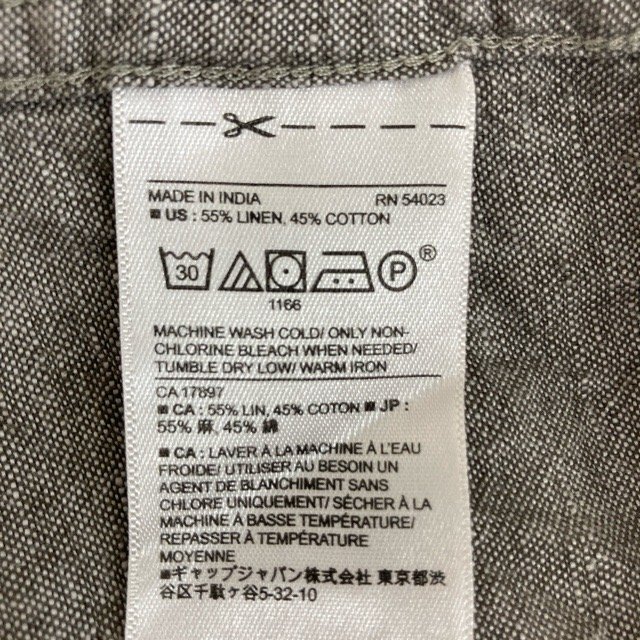 MADE IN INDIA RN 54023
■ US : 55% LINEN, 45% COTTON
30 P ®
1166
MACHINE WASH COLD/ ONLY NON-
CHLORINE BLEACH WHEN NEEDED/
TUMBLE DRY LOW/ WARM IRON
CA 17897
■ CA : 55% LIN, 45% COTON ■ JP :
55% 麻, 45% 綿
■ CA : LAVER À LA MACHINE À L'EAU
FROIDE/ UTILISER AU BESOIN UN
AGENT DE BLANCHIMENT SANS
CHLORE UNIQUEMENT/ SÉCHER À LA
MACHINE À BASSE TEMPÉRATURE/
REPASSER À TEMPÉRATURE
MOYENNE
■ギャップジャパン株式会社 東京都渋
谷区千駄ヶ谷5-32-10